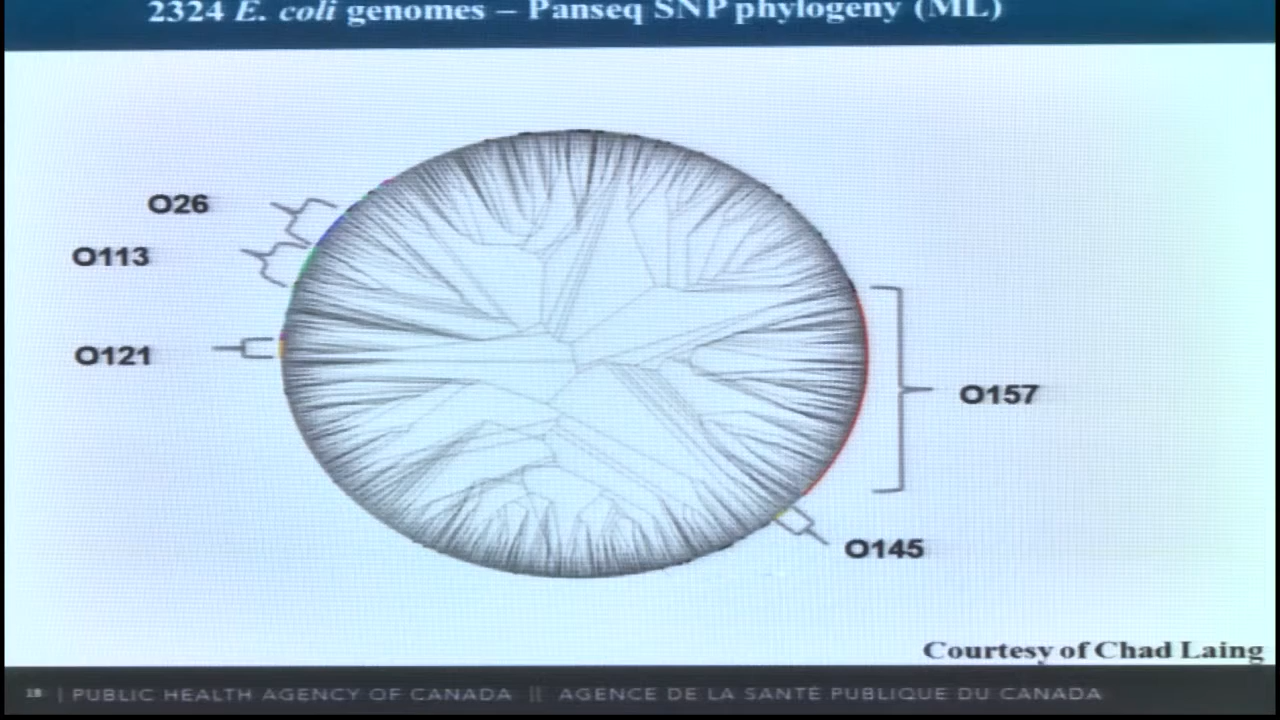 2324 E. coli genomes – Panseq SNP phylogeny (ML)
O26
O113
O121
O157
O145
Courtesy of Chad Laing
18 | PUBLIC HEALTH AGENCY OF CANADA || AGENCE DE LA SANTÉ PUBLIQUE DU CANADA